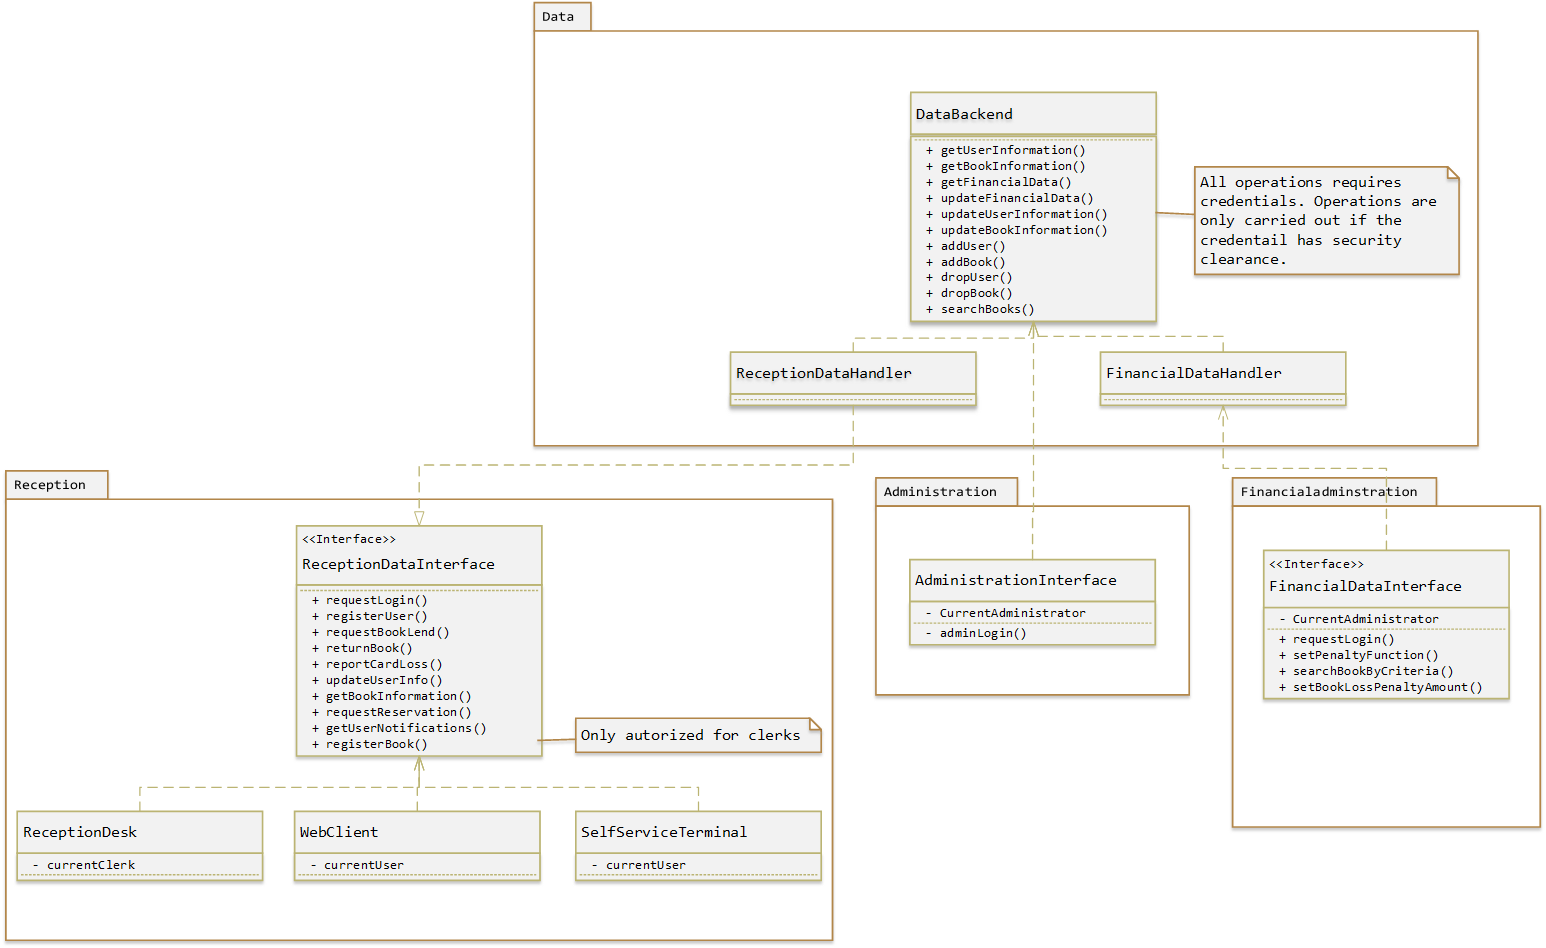 Data
DataBackend
+ getUserInformation()
+ getBookInformation()
+ getFinancialData()
+ updateFinancialData()
+ updateUserInformation()
+ updateBookInformation()
+ addUser()
+ addBook()
+ dropUser()
+ dropBook()
+ searchBooks()
All operations requires
credentials. Operations are
only carried out if the
credentail has security
clearance.
ReceptionDataHandler
FinancialDataHandler
Reception
<<Interface>>
ReceptionDataInterface
+ requestLogin()
+ registerUser()
+ requestBookLend()
+ returnBook()
+ reportCardLoss()
+ updateUserInfo()
+ getBookInformation()
+ requestReservation()
+ getUserNotifications()
+ registerBook()
Only autorized for clerks
ReceptionDesk
- currentClerk
WebClient
- currentUser
SelfServiceTerminal
- currentUser
Administration
AdministrationInterface
- CurrentAdministrator
- adminLogin()
Financialadminstration
<<Interface>>
FinancialDataInterface
- CurrentAdministrator
+ requestLogin()
+ setPenaltyFunction()
+ searchBookByCriteria()
+ setBookLossPenaltyAmount()